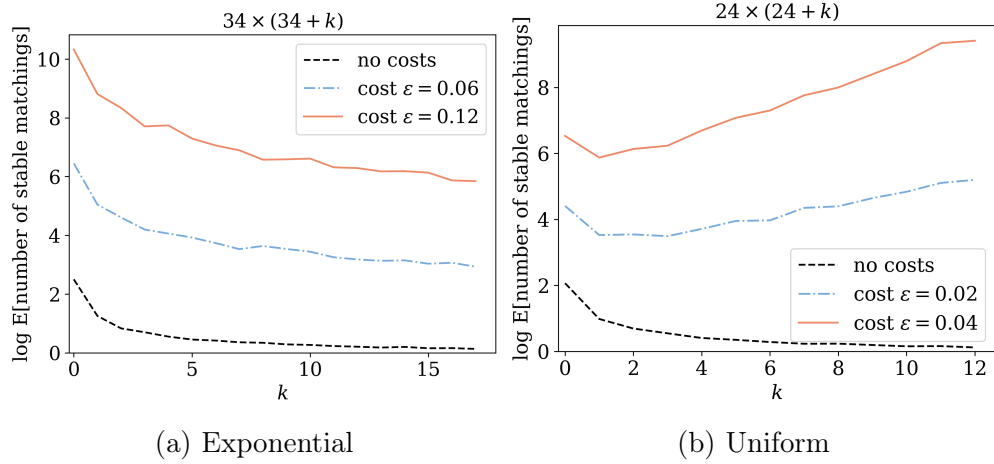 34 × (34 + k)
log E[number of stable matchings]
10
8
6
4
2
0
no costs
cost ε = 0.06
cost ε = 0.12
0
5
10
15
k
(a) Exponential
24 × (24 + k)
log E[number of stable matchings]
8
6
4
2
0
no costs
cost ε = 0.02
cost ε = 0.04
0
2
4
6
8
10
12
k
(b) Uniform